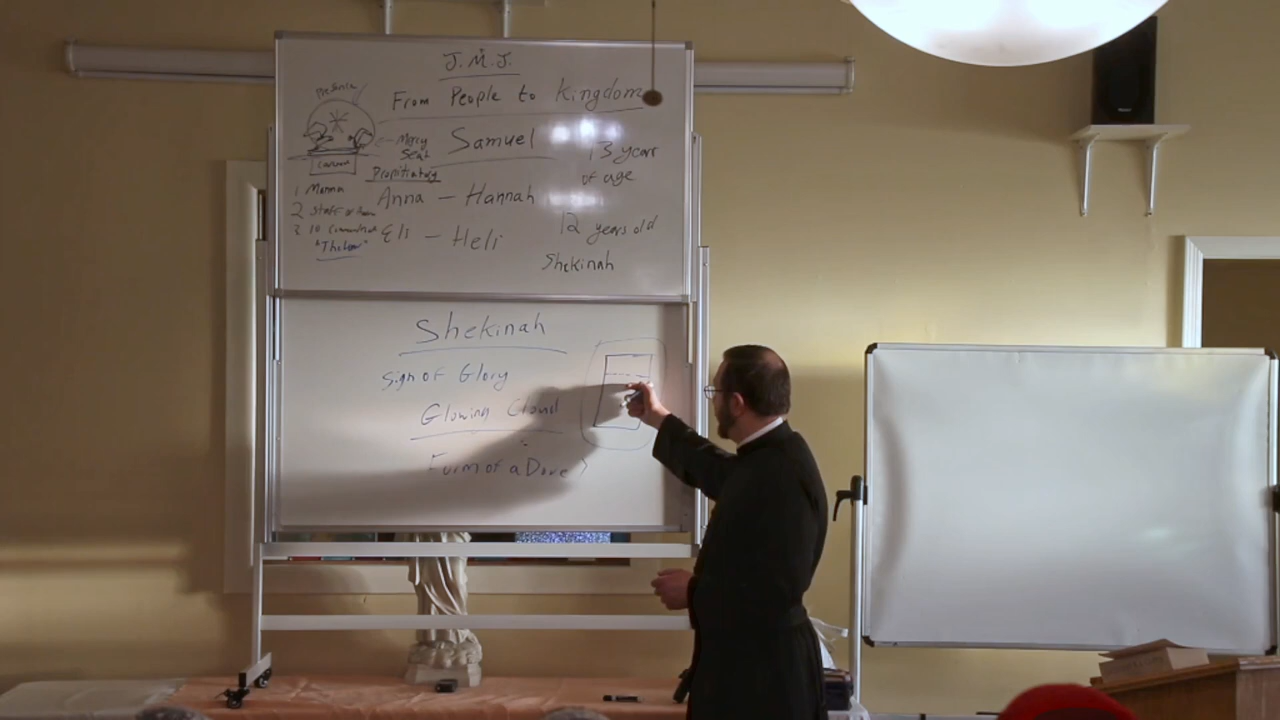 J.M.J.
From People to Kingdom
Presence
Mercy
Seat
Propitiatory
Samuel
13 years
of age
1 Manna
2 Staff of
3 10
"The Law"
Anna - Hannah
Eli - Heli
12 years old
Shekinah
Shekinah
Sign of Glory
Glowing Cloud
Form of a Dove